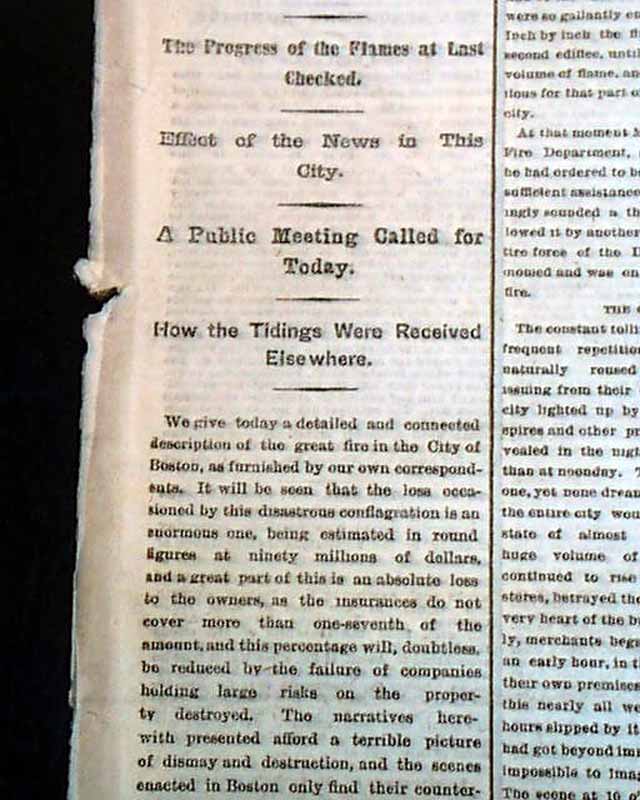 The Progress of the Flames at Last
Checked.
Effect of the News in This
City.
A Public Meeting Called for
Today.
How the Tidings Were Received
Elsewhere.
We give today a detailed and connected
description of the great fire in the City of
Boston, as furnished by our own correspond-
ents. It will be seen that the loss occa-
sioned by this disastrous conflagration is an
enormous one, being estimated in round
figures at ninety millions of dollars,
and a great part of this is an absolute loss
to the owners, as the insurances do not
cover more than one-seventh of the
amount, and this percentage will, doubtless,
be reduced by the failure of companies
holding large risks on the proper-
ty destroyed. The narratives here-
with presented afford a terrible picture
of dismay and destruction, and the scenes
enacted in Boston only find their counter-
were so gallantly
Inch by inch the
second edifice, until
volume of flame,
tious for that part of
city.
At that moment
Fire Department,
he had ordered to
sufficient assistance
ingly sounded a
lowed it by another
tire force of the
moned and was
fire.
THE
The constant
frequent
naturally roused
issuing from their
city lighted up by
spires and other
vealed in the
than at noonday.
one, yet none
the entire city
state of almost
huge volume of
continued to rise
stores, betrayed the
very heart of the
ly, merchants
an early hour, in
their own premises
this nearly all
hours slipped by
had got beyond
impossible to
The scene at 10